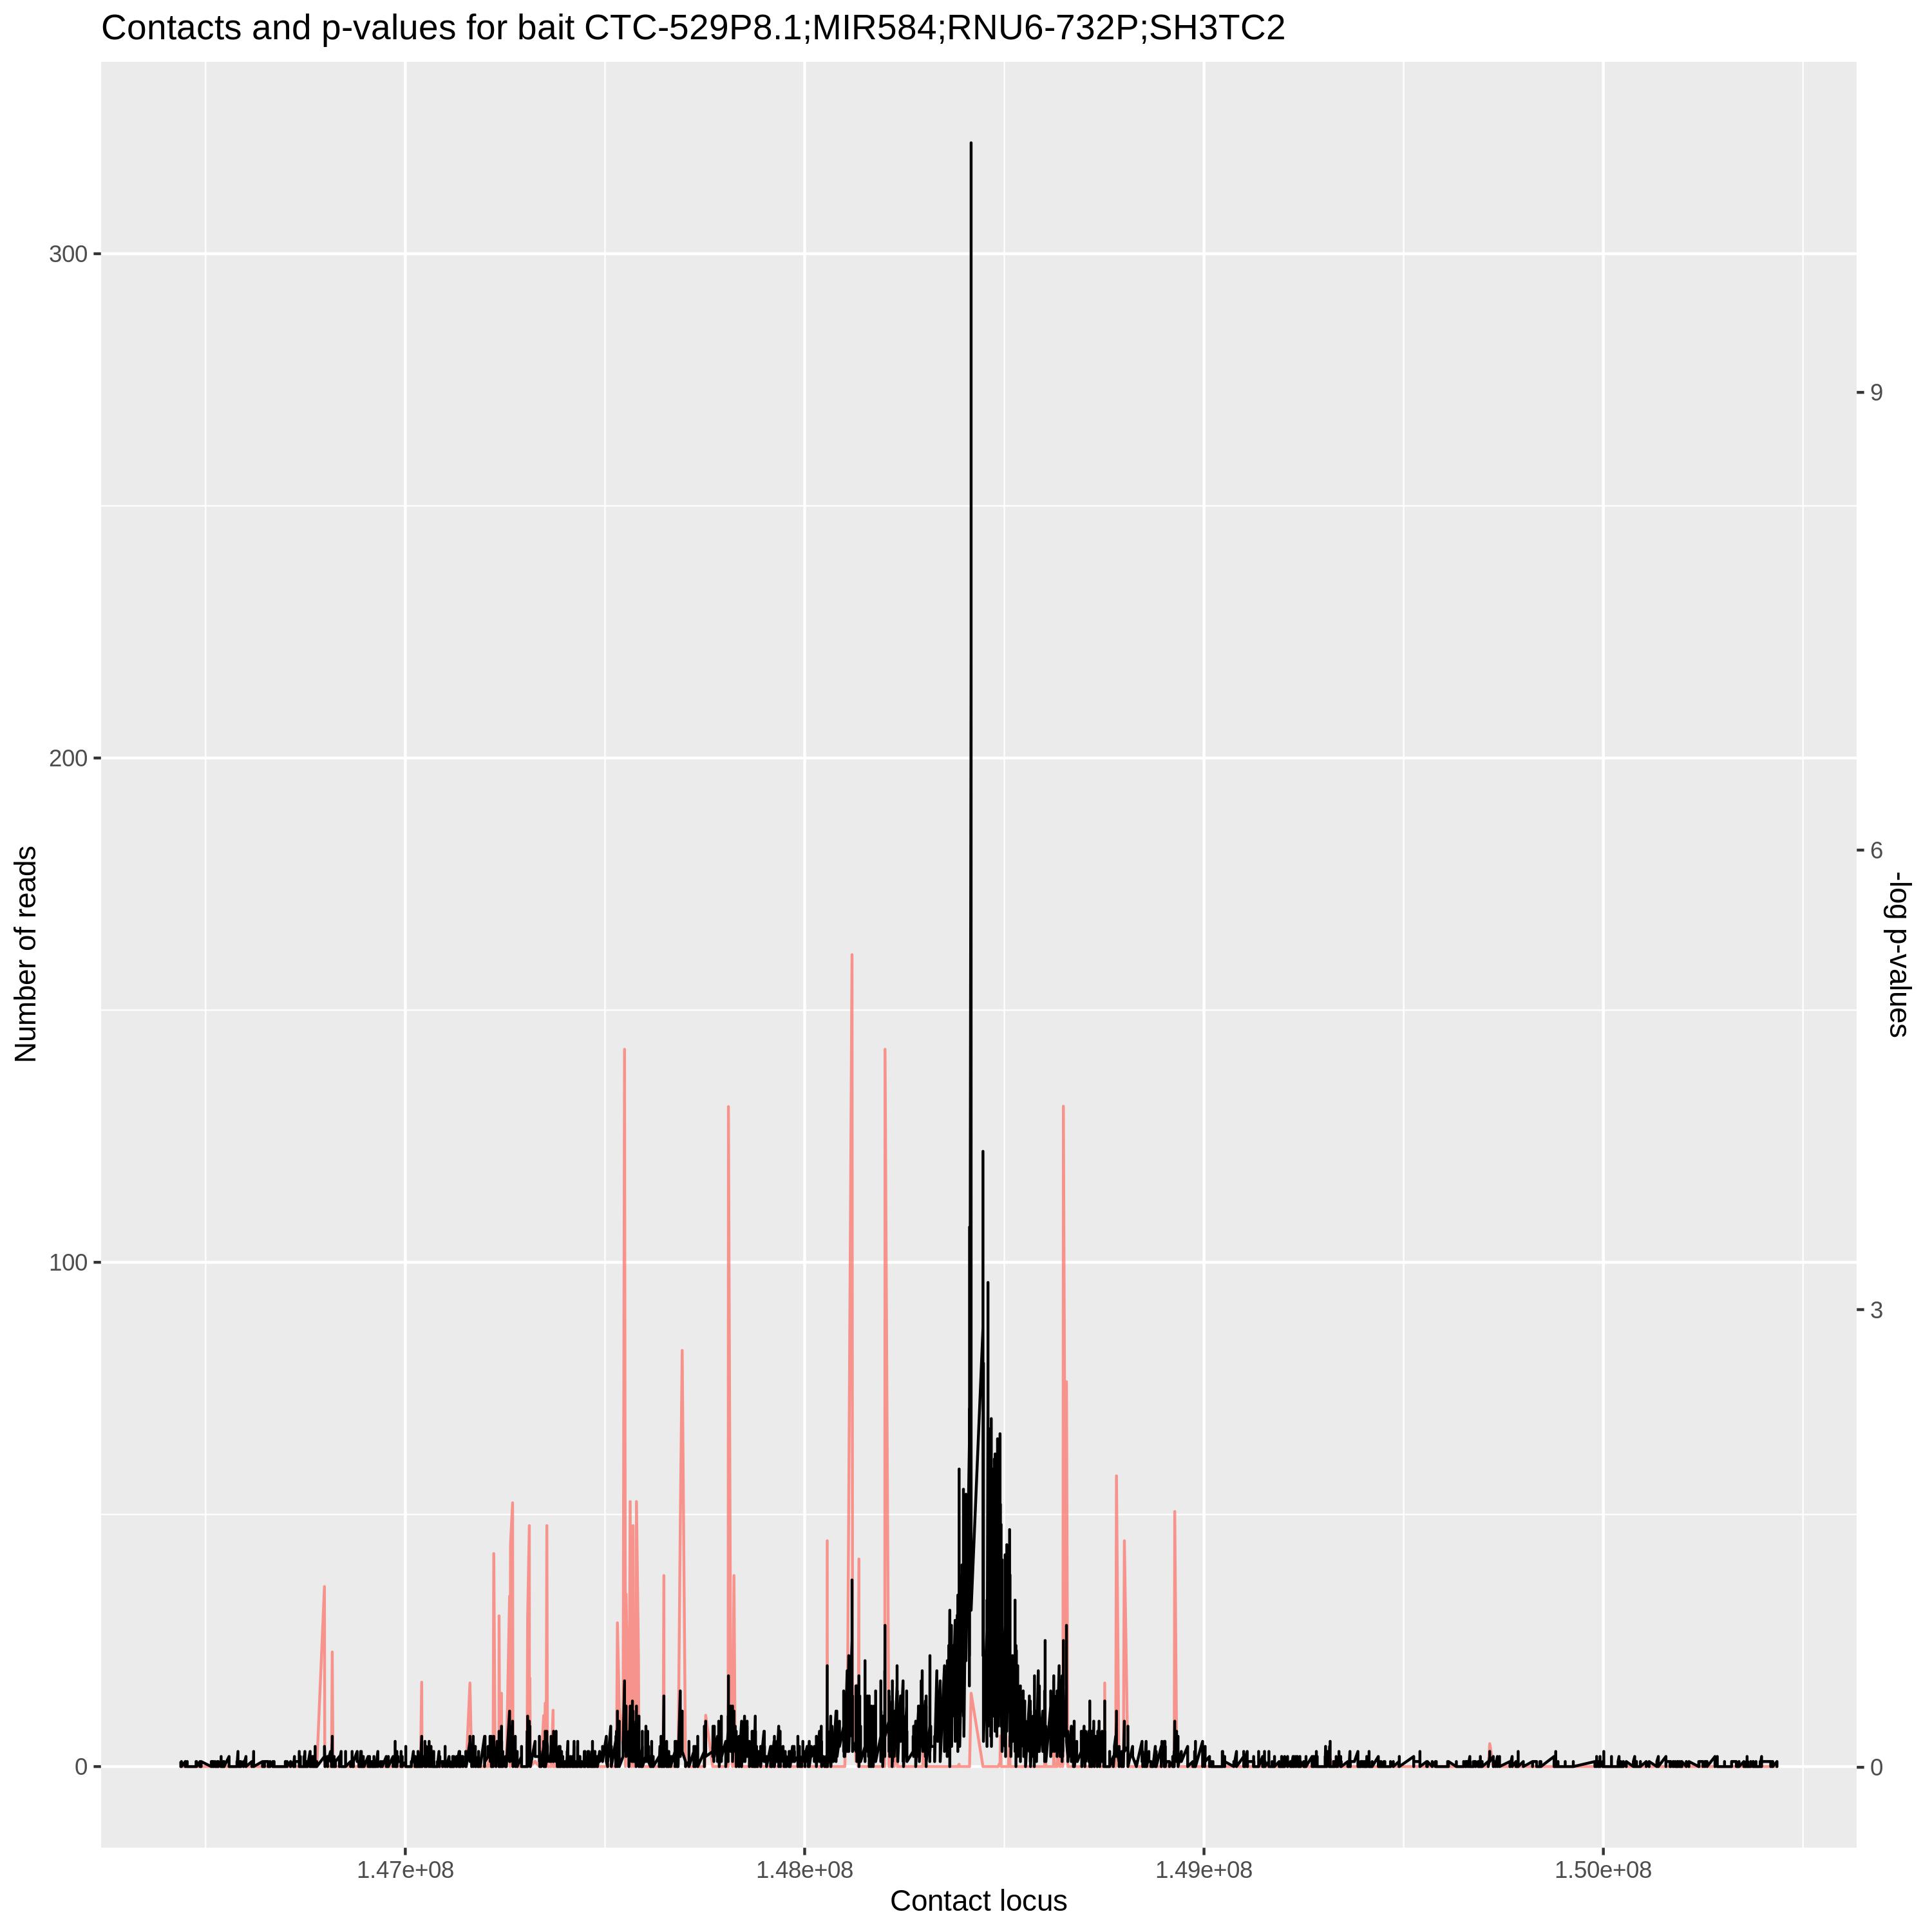 Contacts and p-values for bait CTC-529P8.1;MIR584;RNU6-732P;SH3TC2
300
200
100
0
Number of reads
9
6
3
0
-log p-values
1.47e+08
1.48e+08
1.49e+08
1.50e+08
Contact locus